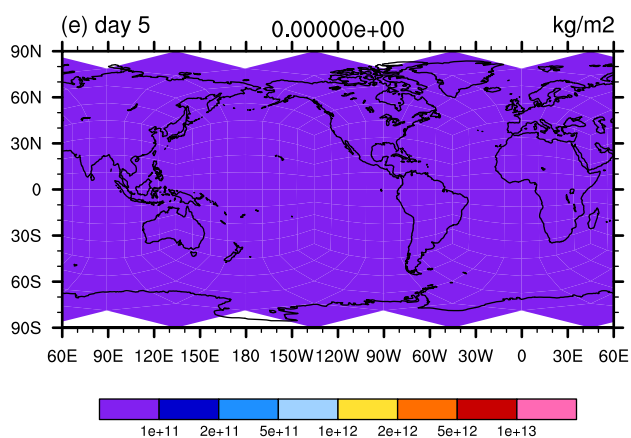 (e) day 5 0.00000e+00 kg/m2
90N
60N
30N
0
30S
60S
90S
60E 90E 120E 150E 180 150W 120W 90W 60W 30W 0 30E 60E
1e+11 2e+11 5e+11 1e+12 2e+12 5e+12 1e+13